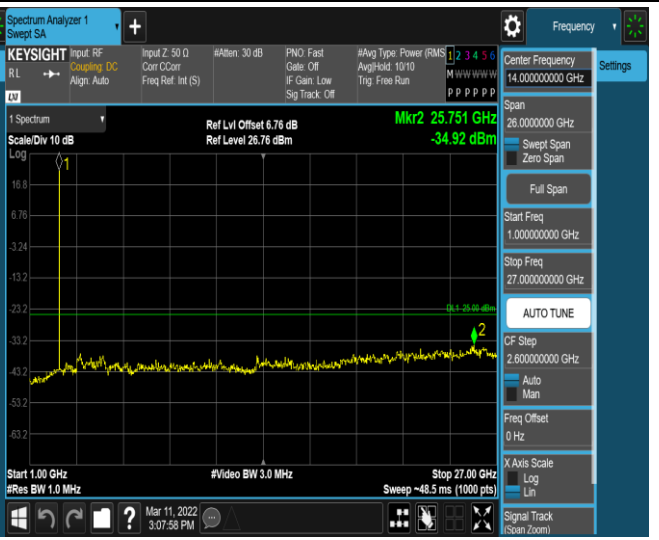 Spectrum Analyzer 1
Swept SA
Frequency
KEYSIGHT
RL
LXI
Input: RF
Coupling: DC
Align: Auto
Input Z: 50 Ω
Corr CCorr
Freq Ref: Int (S)
#Atten: 30 dB
PNO: Fast
Gate: Off
IF Gain: Low
Sig Track: Off
#Avg Type: Power (RMS
Avg|Hold: 10/10
Trig: Free Run
1 2 3 4 5 6
M W W W W W
P P P P P P
1 Spectrum
Scale/Div 10 dB
Log
Ref Lvl Offset 6.76 dB
Ref Level 26.76 dBm
Mkr2 25.751 GHz
-34.92 dBm
1
16.8
6.76
-3.24
-13.2
-23.2
DL1 -25.00 dBm
2
-33.2
-43.2
-53.2
-63.2
Start 1.00 GHz
#Res BW 1.0 MHz
#Video BW 3.0 MHz
Stop 27.00 GHz
Sweep ~48.5 ms (1000 pts)
?
Mar 11, 2022
3:07:58 PM
Center Frequency
14.000000000 GHz
Span
26.0000000 GHz
Swept Span
Zero Span
Full Span
Start Freq
1.000000000 GHz
Stop Freq
27.000000000 GHz
AUTO TUNE
CF Step
2.600000000 GHz
Auto
Man
Freq Offset
0 Hz
X Axis Scale
Log
Lin
Signal Track
(Span Zoom)
Settings